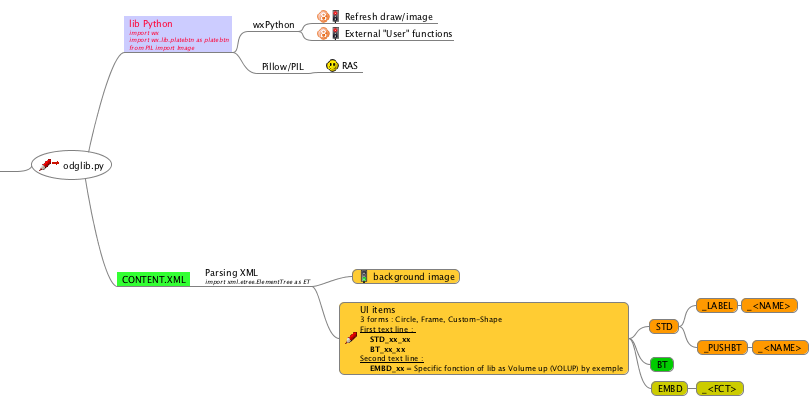 lib Python
import wx
import wx.lib.platebtn as platebtn
from PIL import Image
wxPython
Refresh draw/image
External "User" functions
Pillow/PIL
RAS
odglib.py
CONTENT.XML
Parsing XML
import xml.etree.ElementTree as ET
background image
UI items
3 forms : Circle, Frame, Custom-Shape
First text line :
STD_xx_xx
BT_xx_xx
Second text line :
EMBD_xx = Specific fonction of lib as Volume up (VOLUP) by exemple
STD
_LABEL
_<NAME>
_PUSHBT
_<NAME>
BT
EMBD
_<FCT>